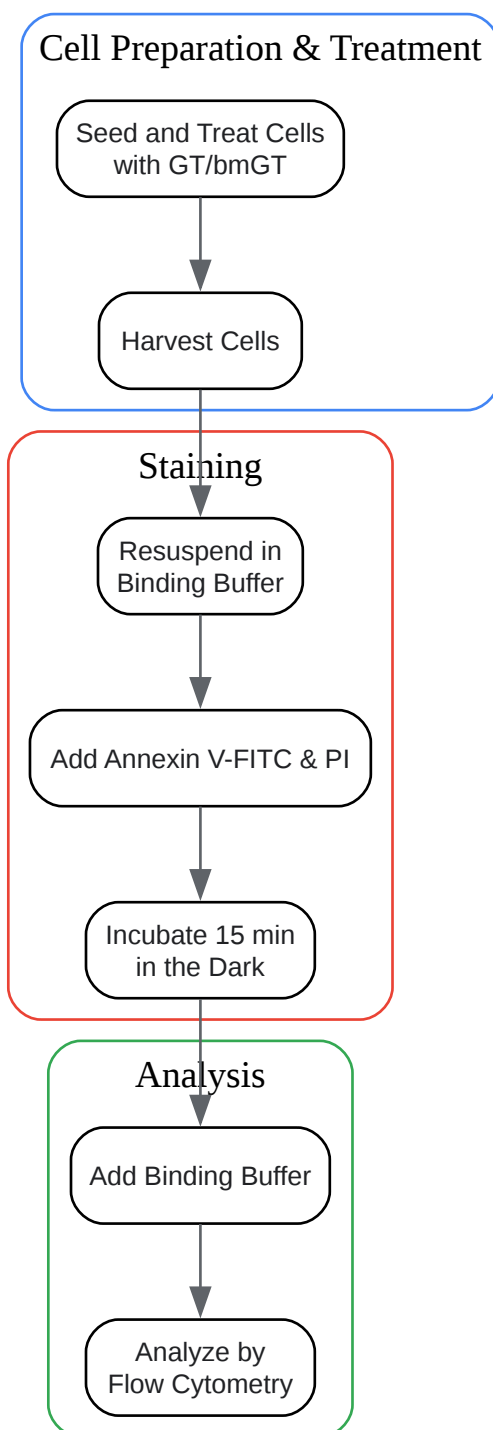 Cell Preparation & Treatment
Seed and Treat Cells
with GT/bmGT
Harvest Cells
Staining
Resuspend in
Binding Buffer
Add Annexin V-FITC & PI
Incubate 15 min
in the Dark
Analysis
Add Binding Buffer
Analyze by
Flow Cytometry